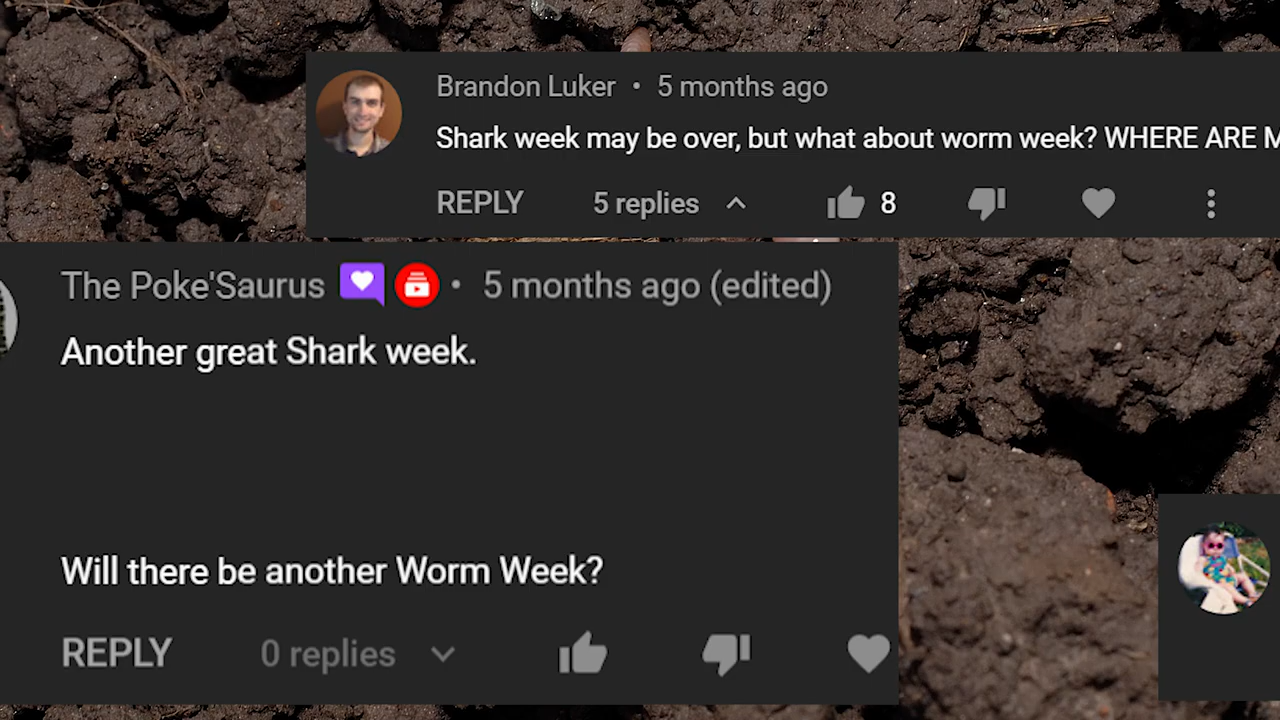 Brandon Luker • 5 months ago
Shark week may be over, but what about worm week? WHERE ARE
REPLY 5 replies 8
The Poke'Saurus • 5 months ago (edited)
Another great Shark week.
Will there be another Worm Week?
REPLY 0 replies